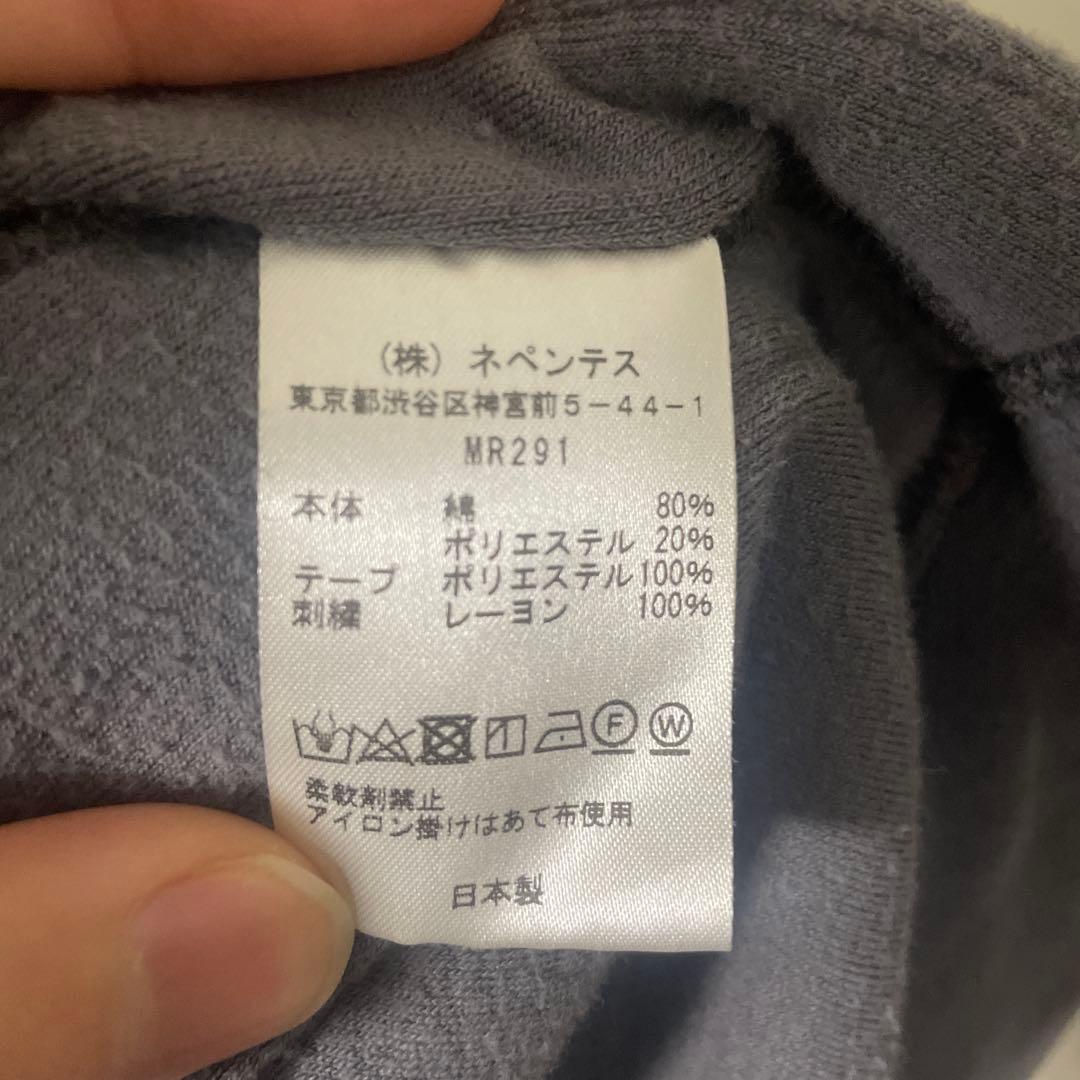 (株) ネペンテス
東京都渋谷区神宮前5-44-1
MR291
本体 綿 80%
ポリエステル 20%
テープ ポリエステル 100%
刺繍 レーヨン 100%
F W
柔軟剤禁止
アイロン掛けはあて布使用
日本製